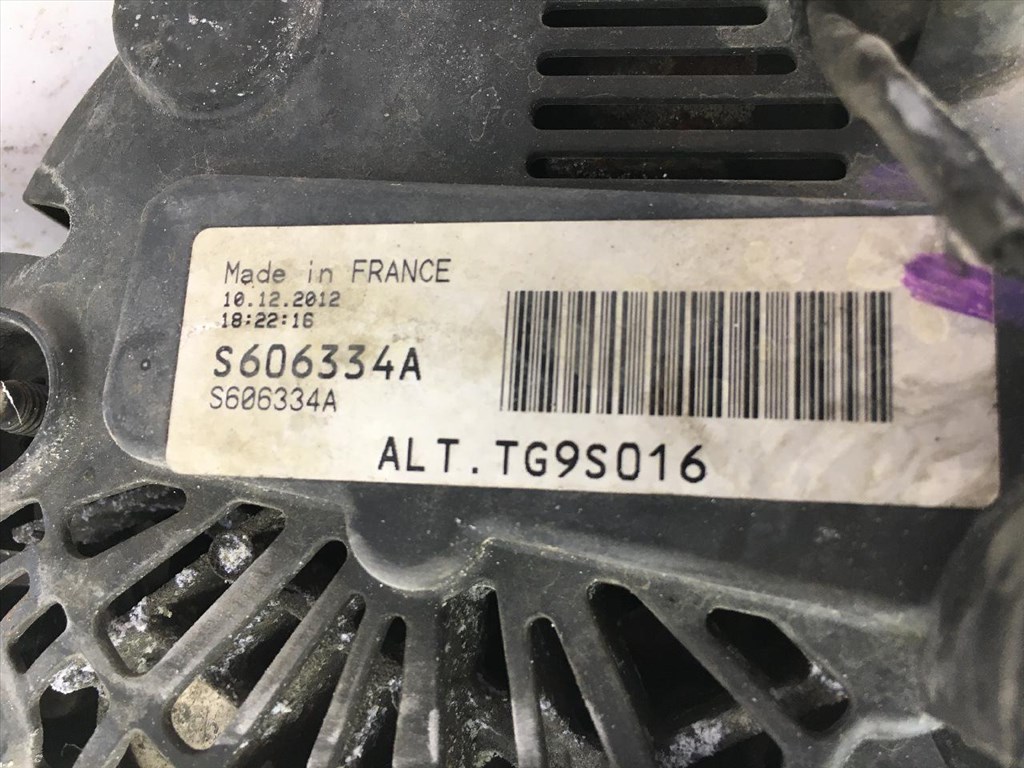 Made in FRANCE
10.12.2012
18:22:16
S606334A
S606334A
ALT.TG9S016